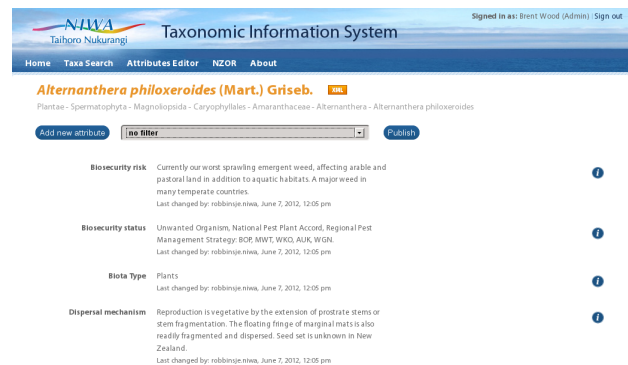 Signed in as: Brent Wood (Admin) | Sign out
NIWA
Taihoro Nukurangi
Taxonomic Information System
Home Taxa Search Attributes Editor NZOR About
Alternanthera philoxeroides (Mart.) Griseb. XML
Plantae - Spermatophyta - Magnoliopsida - Caryophyllales - Amaranthaceae - Alternanthera - Alternanthera philoxeroides
Add new attribute no filter Publish
Biosecurity risk Currently our worst sprawling emergent weed, affecting arable and
pastoral land in addition to aquatic habitats. A major weed in
many temperate countries.
Last changed by: robbinsje.niwa, June 7, 2012, 12:05 pm
Biosecurity status Unwanted Organism, National Pest Plant Accord, Regional Pest
Management Strategy: BOP, MWT, WKO, AUK, WGN.
Last changed by: robbinsje.niwa, June 7, 2012, 12:05 pm
Biota Type Plants
Last changed by: robbinsje.niwa, June 7, 2012, 12:05 pm
Dispersal mechanism Reproduction is vegetative by the extension of prostrate stems or
stem fragmentation. The floating fringe of marginal mats is also
readily fragmented and dispersed. Seed set is unknown in New
Zealand.
Last changed by: robbinsje.niwa, June 7, 2012, 12:05 pm